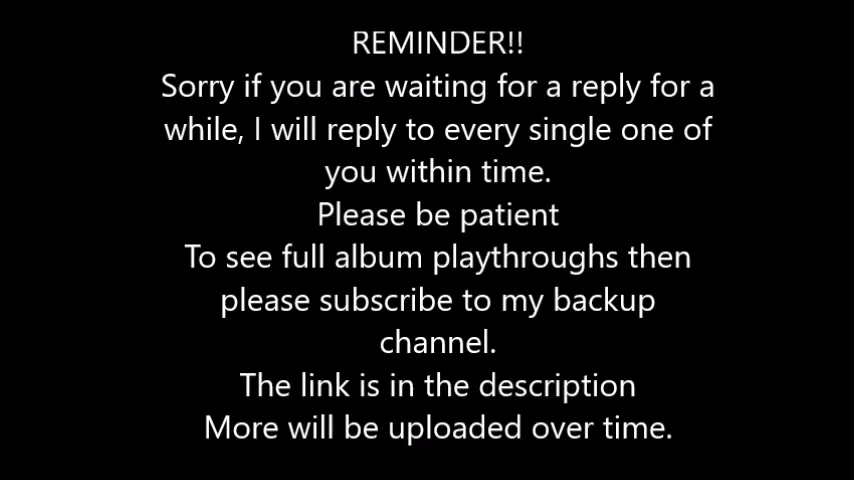 REMINDER!!
Sorry if you are waiting for a reply for a
while, I will reply to every single one of
you within time.
Please be patient
To see full album playthroughs then
please subscribe to my backup
channel.
The link is in the description
More will be uploaded over time.